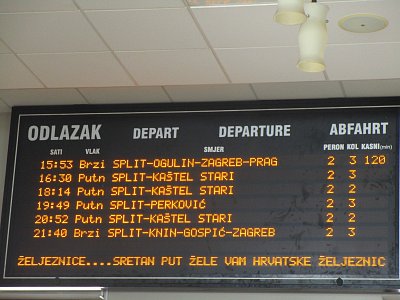 ODLAZAK DEPART DEPARTURE ABFAHRT
SATI VLAK SMJER PERON KOL KASNI(min)
15:53 Brzi SPLIT-OGULIN-ZAGREB-PRAG 2 3 120
16:30 Putn SPLIT-KAŠTEL STARI 2 3
18:14 Putn SPLIT-KAŠTEL STARI 2 2
19:49 Putn SPLIT-PERKOVIĆ 2 3
20:52 Putn SPLIT-KAŠTEL STARI 2 2
21:40 Brzi SPLIT-KNIN-GOSPIĆ-ZAGREB 2 3
ŽELJEZNICE....SRETAN PUT ŽELE VAM HRVATSKE ŽELJEZNIC